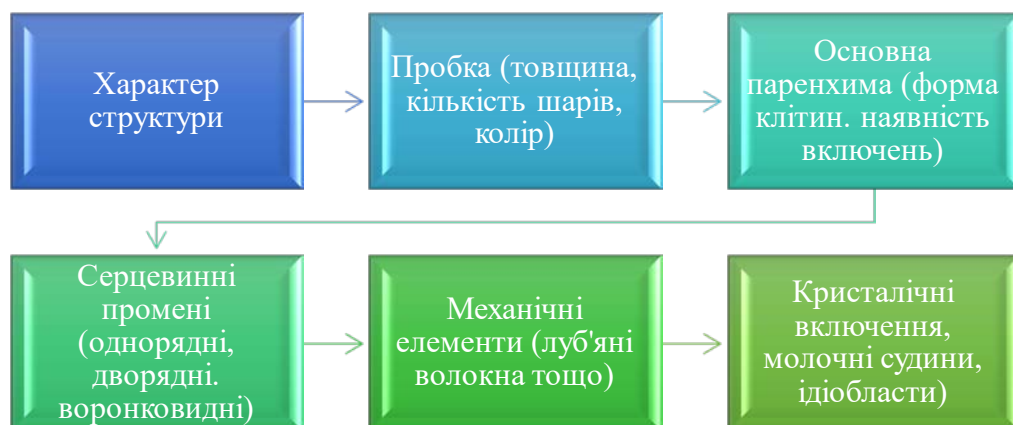 Характер
структури
Пробка (товщина,
кількість шарів,
колір)
Основна
паренхима (форма
клітин. наявність
включень)
Серцевинні
промені
(однорядні,
дворядні.
воронковидні)
Механічні
елементи (луб'яні
волокна тощо)
Кристалічні
включення,
молочні судини,
ідіобласти)